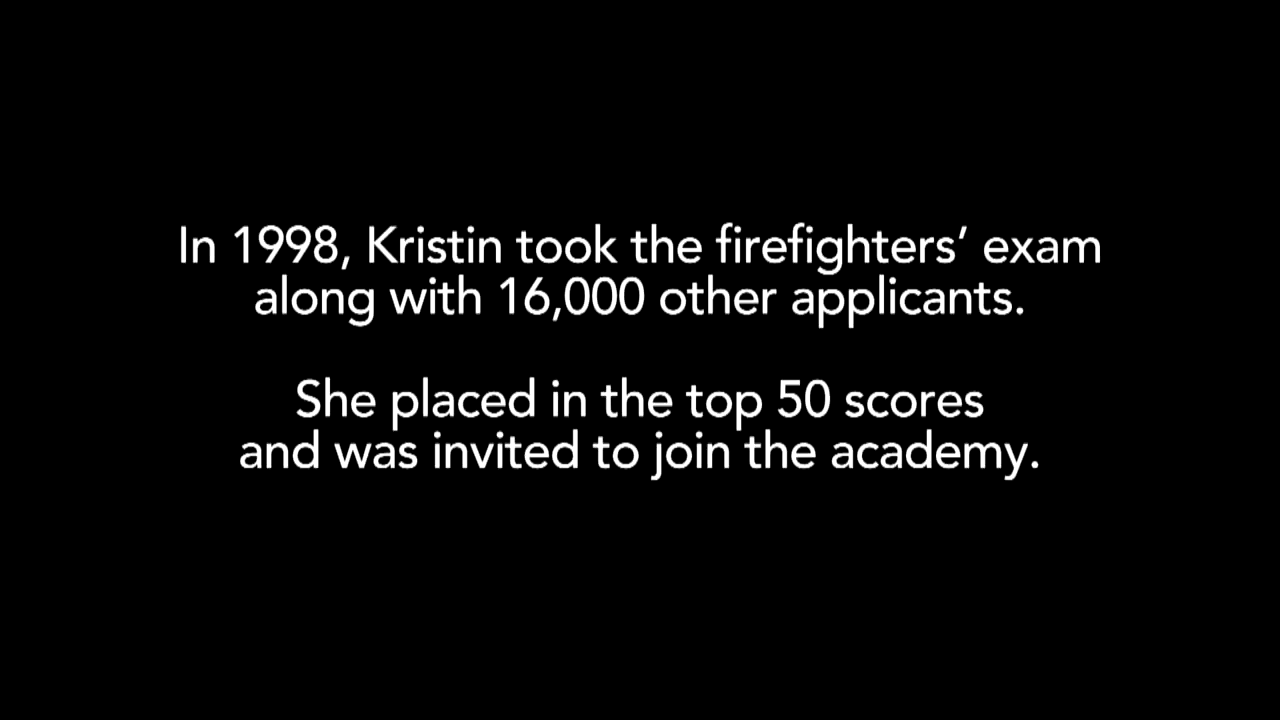 In 1998, Kristin took the firefighters’ exam
along with 16,000 other applicants.
She placed in the top 50 scores
and was invited to join the academy.